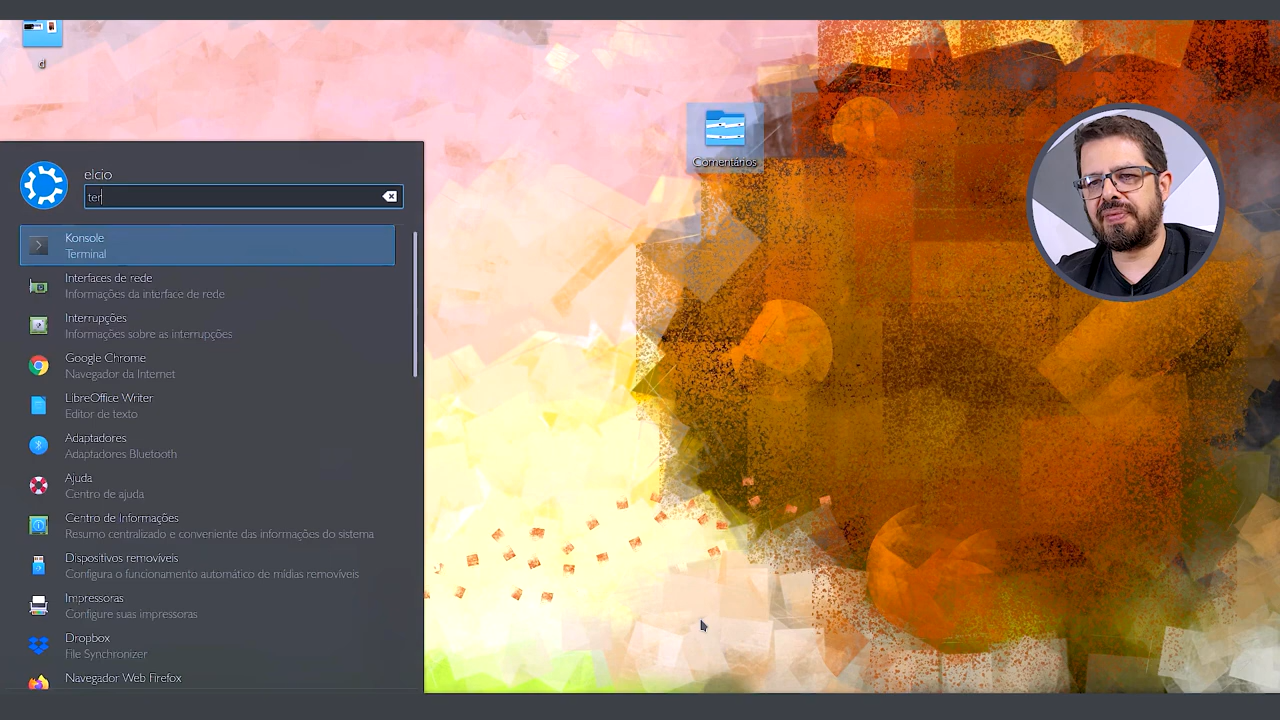 d
Comentários
elcio
ter
Konsole
Terminal
Interfaces de rede
Informações da interface de rede
Interrupções
Informações sobre as interrupções
Google Chrome
Navegador da Internet
LibreOffice Writer
Editor de texto
Adaptadores
Adaptadores Bluetooth
Ajuda
Centro de ajuda
Centro de Informações
Resumo centralizado e conveniente das informações do sistema
Dispositivos removíveis
Configura o funcionamento automático de mídias removíveis
Impressoras
Configure suas impressoras
Dropbox
File Synchronizer
Navegador Web Firefox